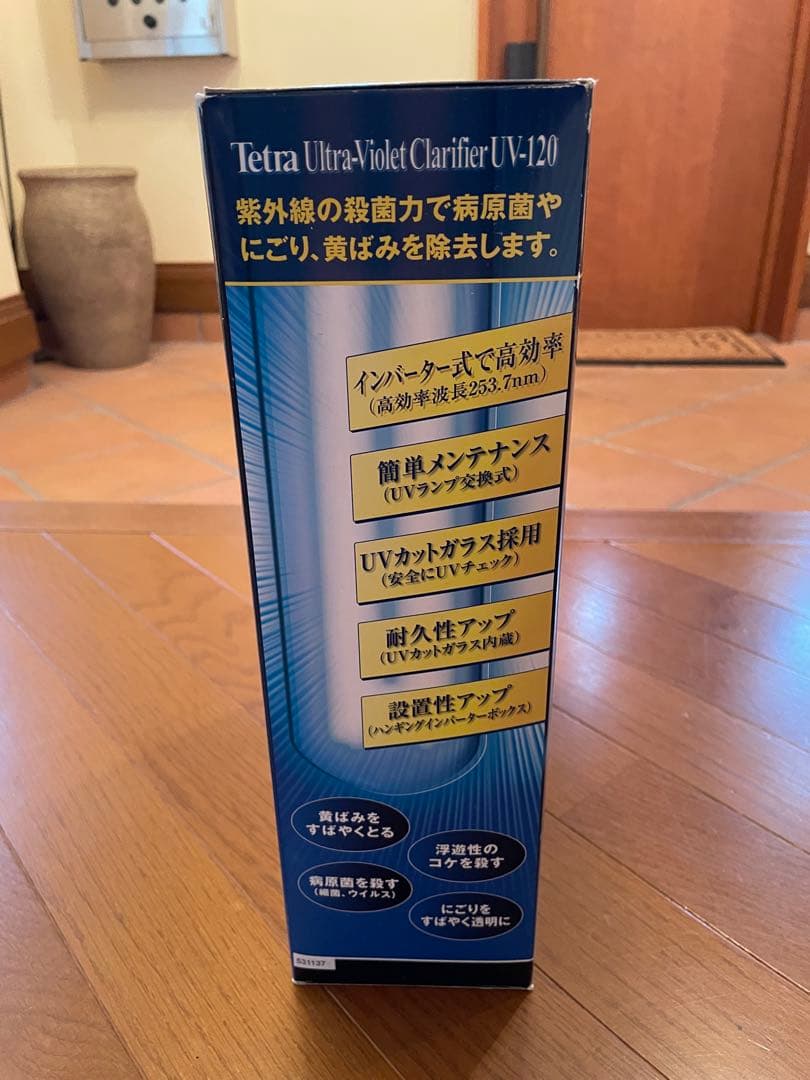 Tetra Ultra-Violet Clarifier UV-120
紫外線の殺菌力で病原菌や
にごり、黄ばみを除去します。
インバーター式で高効率
(高効率波長253.7nm)
簡単メンテナンス
(UVランプ交換式)
UVカットガラス採用
(安全にUVチェック)
耐久性アップ
(UVカットガラス内蔵)
設置性アップ
(ハンギングインバーターボックス)
黄ばみを
すばやくとる
浮遊性の
コケを殺す
病原菌を殺す
(細菌、ウイルス)
にごりを
すばやく透明に
531137